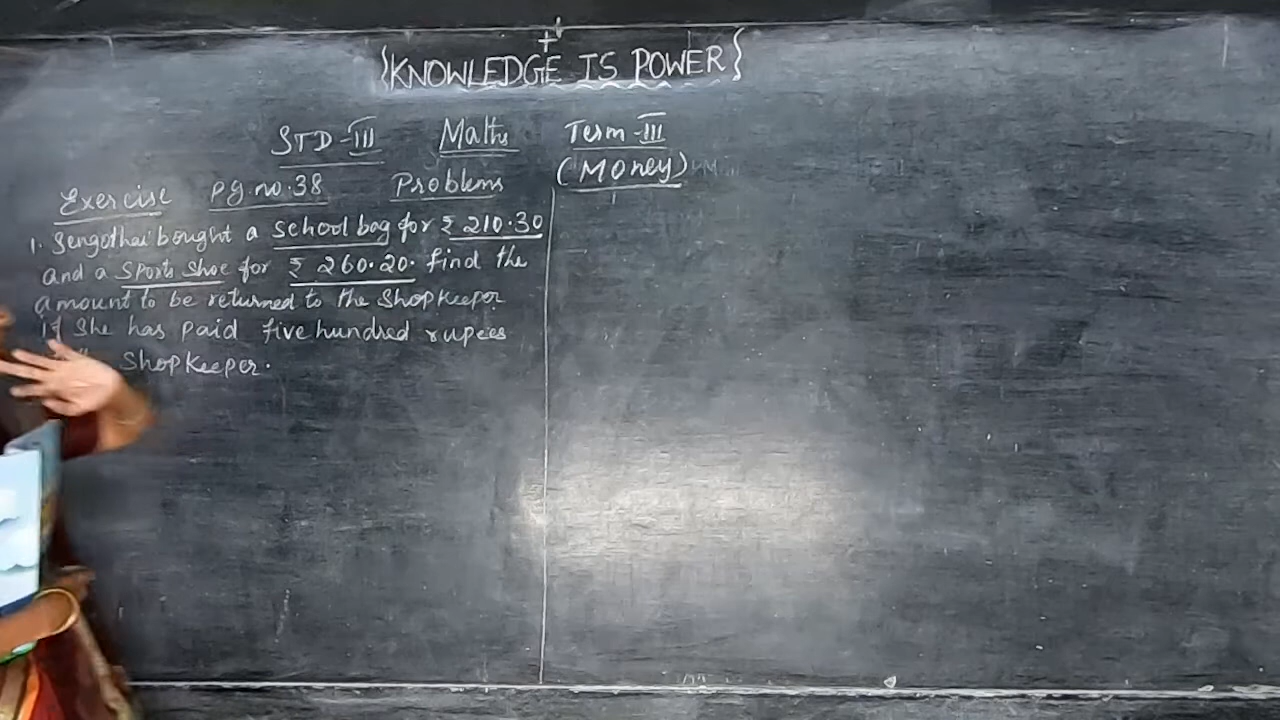 {KNOWLEDGE IS POWER}
STD-III Maths Term-III
(Money)
Exercise pg.no.38 Problems
1. Sengothai bought a school bag for ₹ 210.30
and a Sports Shoe for ₹ 260.20. find the
amount to be returned to the Shopkeeper
If She has paid five hundred rupees
Shopkeeper.